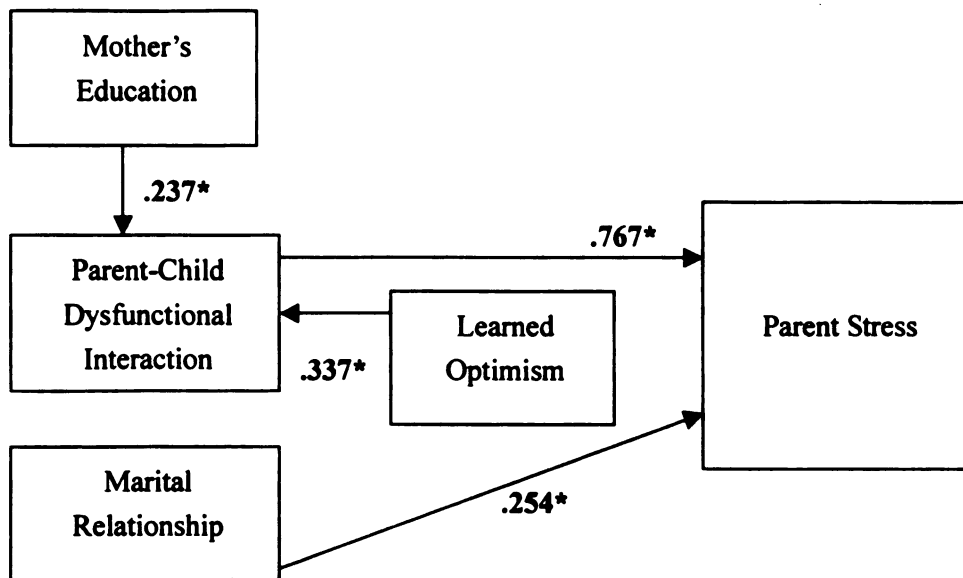 Mother's
Education
.237*
.767*
Parent-Child
Dysfunctional
Interaction
Learned
Optimism
.337*
Parent Stress
Marital
Relationship
.254*